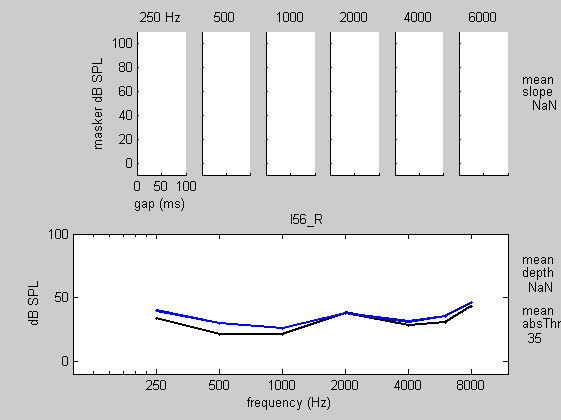 250 Hz 500 1000 2000 4000 6000
100
80
60
40
20
0
masker dB SPL
mean
slope
NaN
0 50 100
gap (ms)
I56_R
100
50
0
dB SPL
mean
depth
NaN
mean
absThr
35
250 500 1000 2000 4000 8000
frequency (Hz)